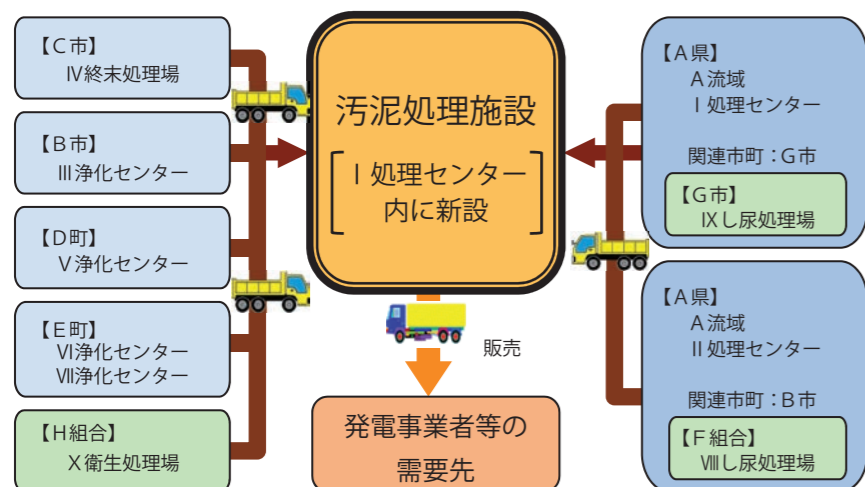 【C市】
Ⅳ終末処理場
【B市】
Ⅲ浄化センター
【D町】
Ⅴ浄化センター
【E町】
Ⅵ浄化センター
Ⅶ浄化センター
【H組合】
Ⅹ衛生処理場
汚泥処理施設
Ⅰ処理センター
内に新設
販売
発電事業者等の
需要先
【A県】
A流域
Ⅰ処理センター
関連市町:G市
【G市】
Ⅸし尿処理場
【A県】
A流域
Ⅱ処理センター
関連市町:B市
【F組合】
Ⅷし尿処理場